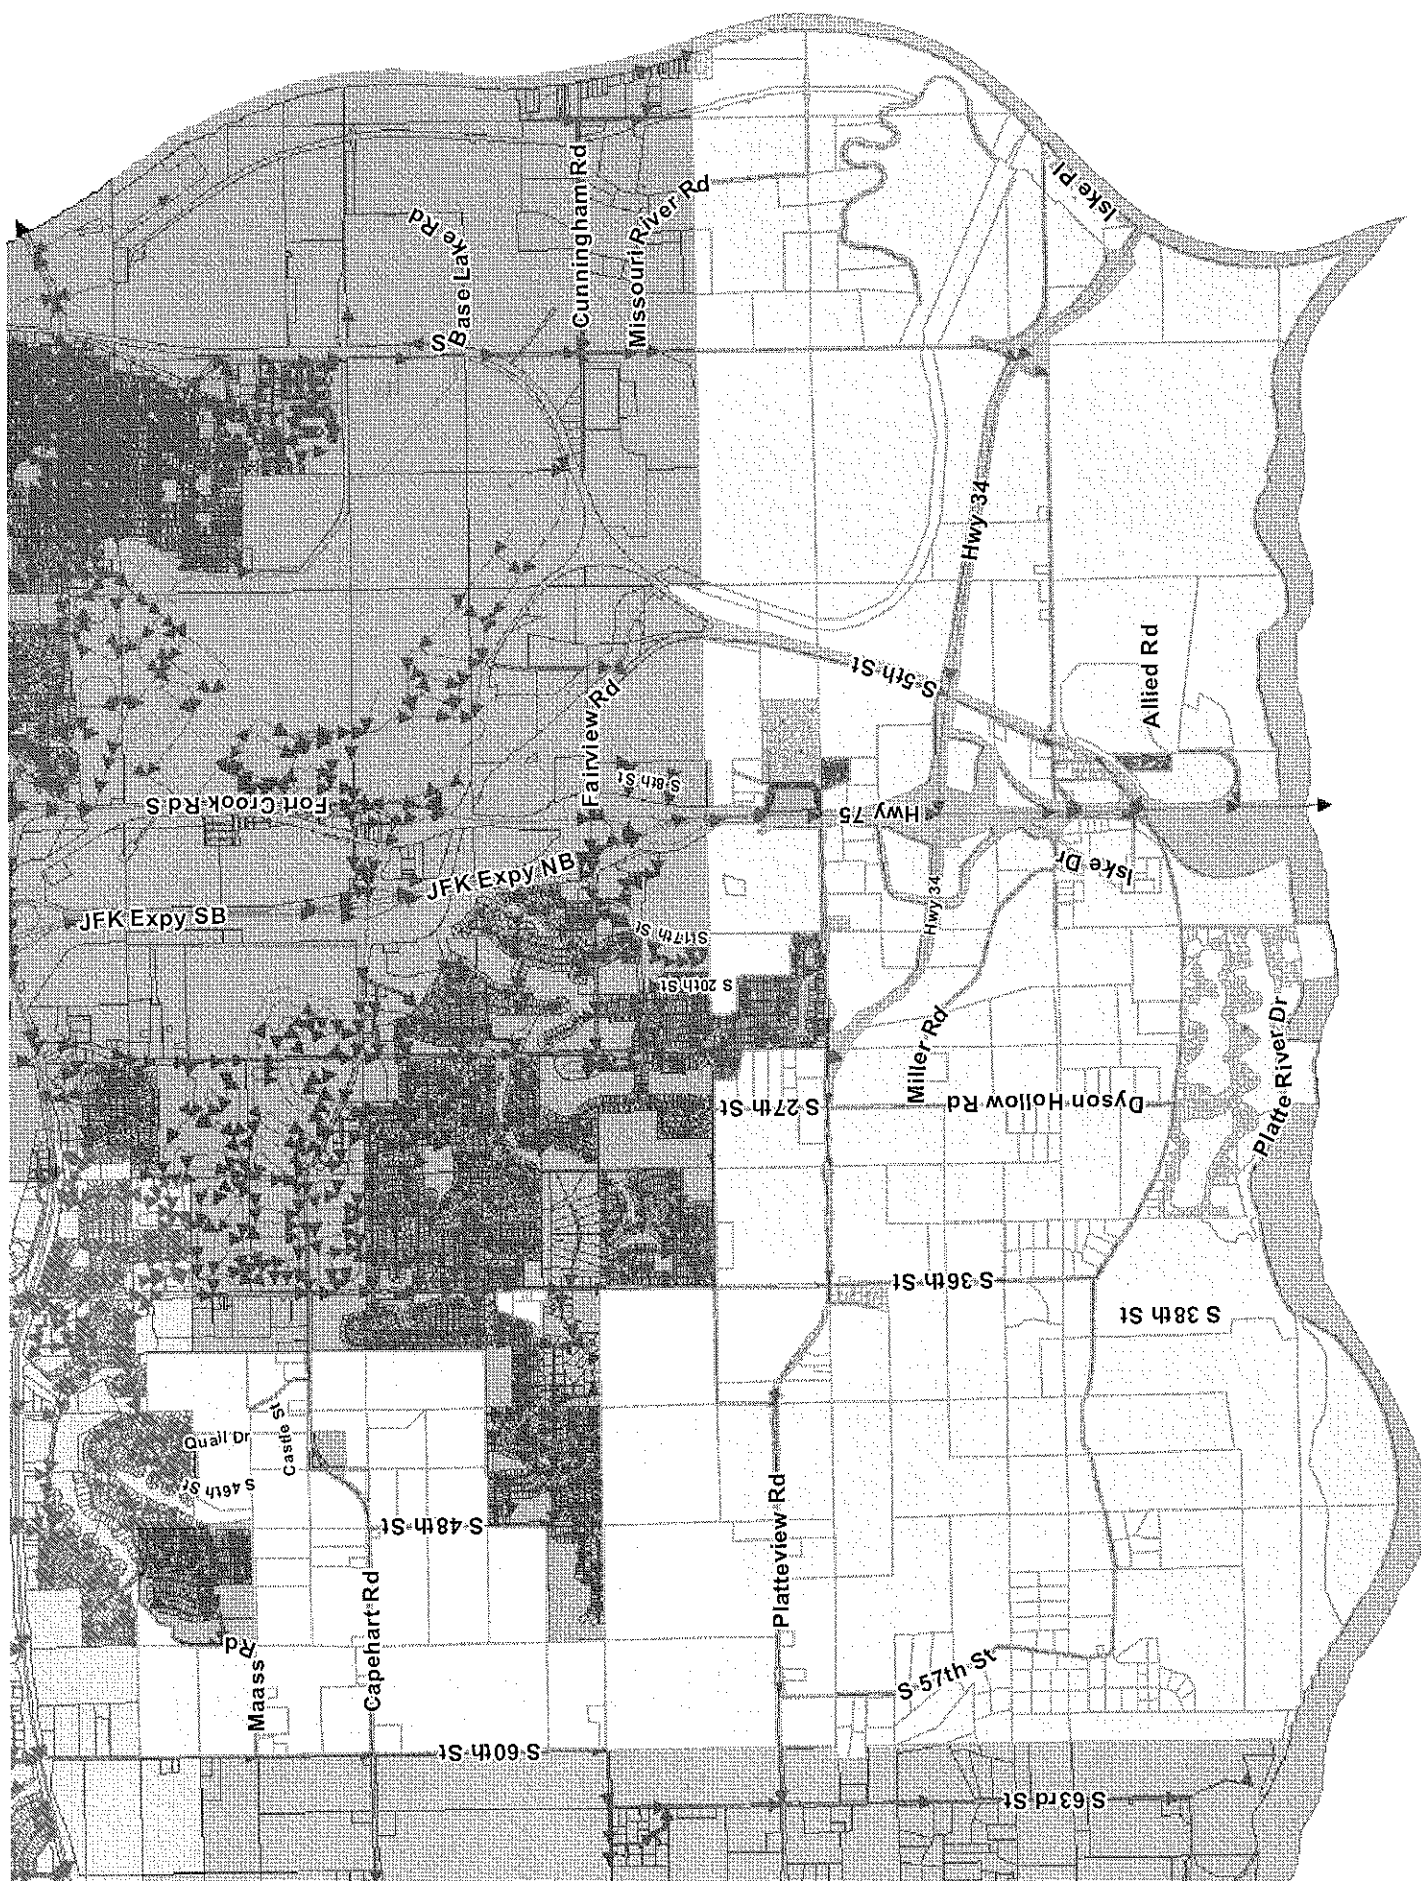 Base Lake Rd
S
Cunningham Rd
Missouri River Rd
Iske Pl
Hwy 34
S 5th St
Allied Rd
Fairview Rd
S 8th St
Fort Crook Rd S
Hwy 75
JFK Expy NB
JFK Expy SB
Iske Dr
Hwy 34
S 17th St
S 20th St
Miller Rd
S 27th St
Dyson Hollow Rd
Platte River Dr
S 36th St
S 38th St
Quail Dr
Castle St
S 46th St
S 48th St
Platteview Rd
Capehart Rd
Maass Rd
S 57th St
S 60th St
S 63rd St